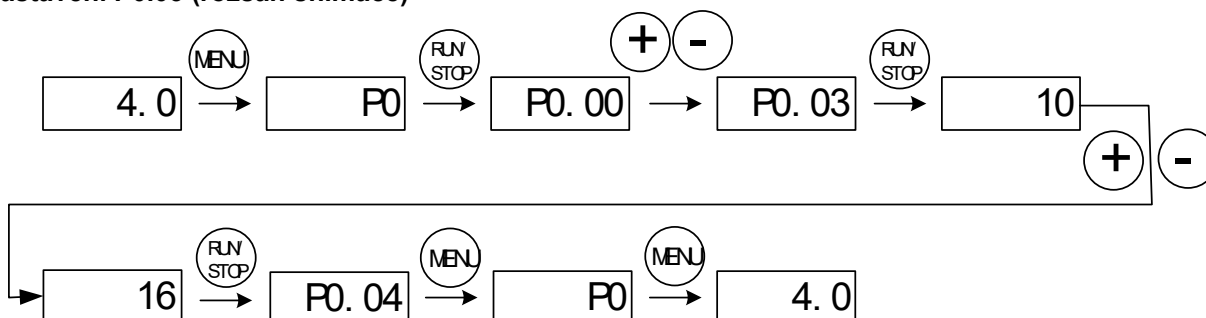 + -
MENU RUN/ STOP RUN/ STOP
4. 0 P0 P0. 00 P0. 03 10
+ -
RUN/ STOP MENU MENU
16 P0. 04 P0 4. 0